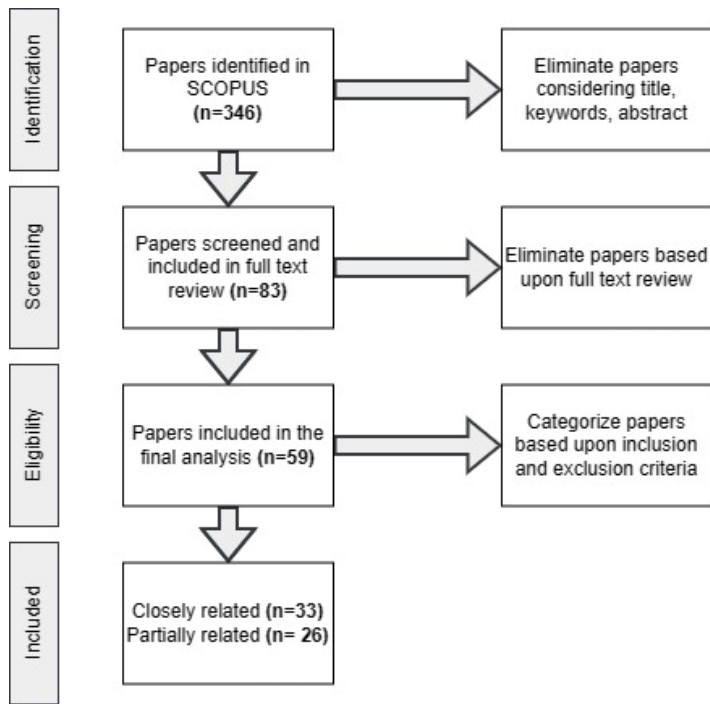 Identification
Papers identified in
SCOPUS
(n=346)
Eliminate papers
considering title,
keywords, abstract
Screening
Papers screened and
included in full text
review (n=83)
Eliminate papers based
upon full text review
Eligibility
Papers included in the
final analysis (n=59)
Categorize papers
based upon inclusion
and exclusion criteria
Included
Closely related (n=33)
Partially related (n= 26)